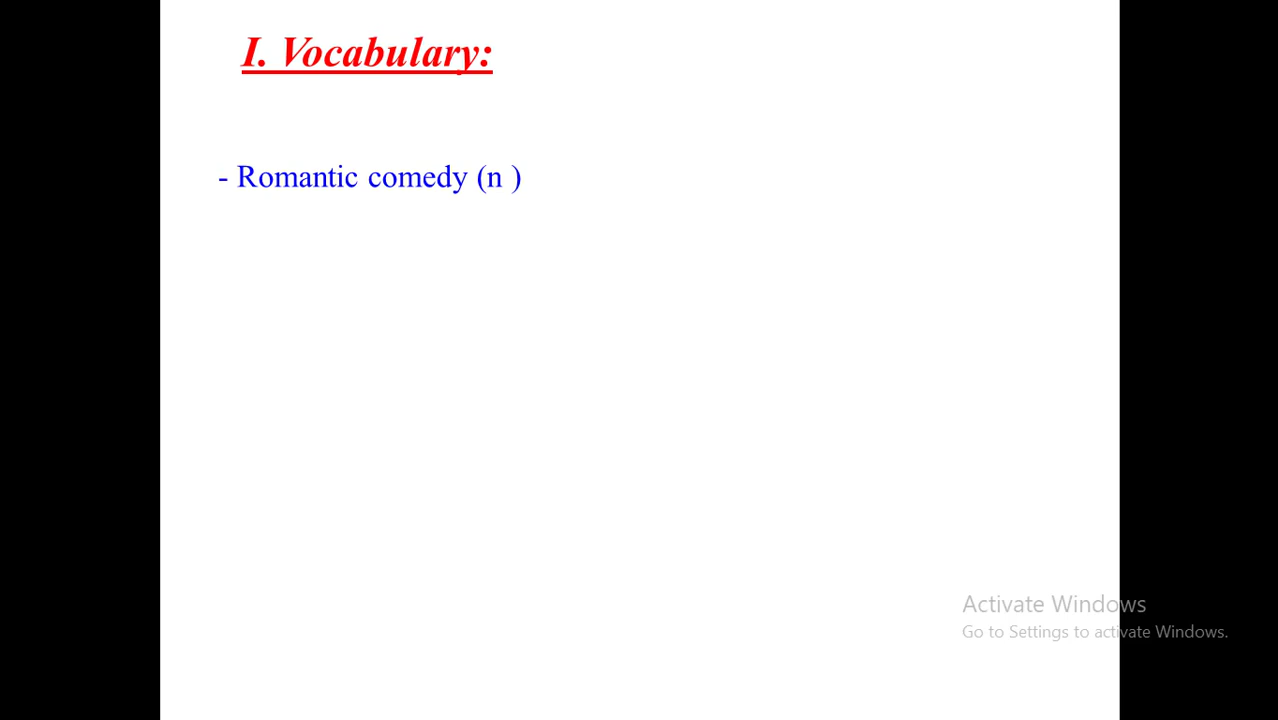 I. Vocabulary:
- Romantic comedy (n )
Activate Windows
Go to Settings to activate Windows.